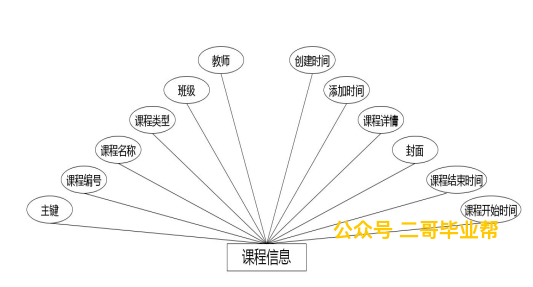 教师
创建时间
班级
添加时间
课程类型
课程详情
课程名称
封面
课程编号
课程结束时间
主键
课程开始时间
公众号 二哥毕业帮
课程信息